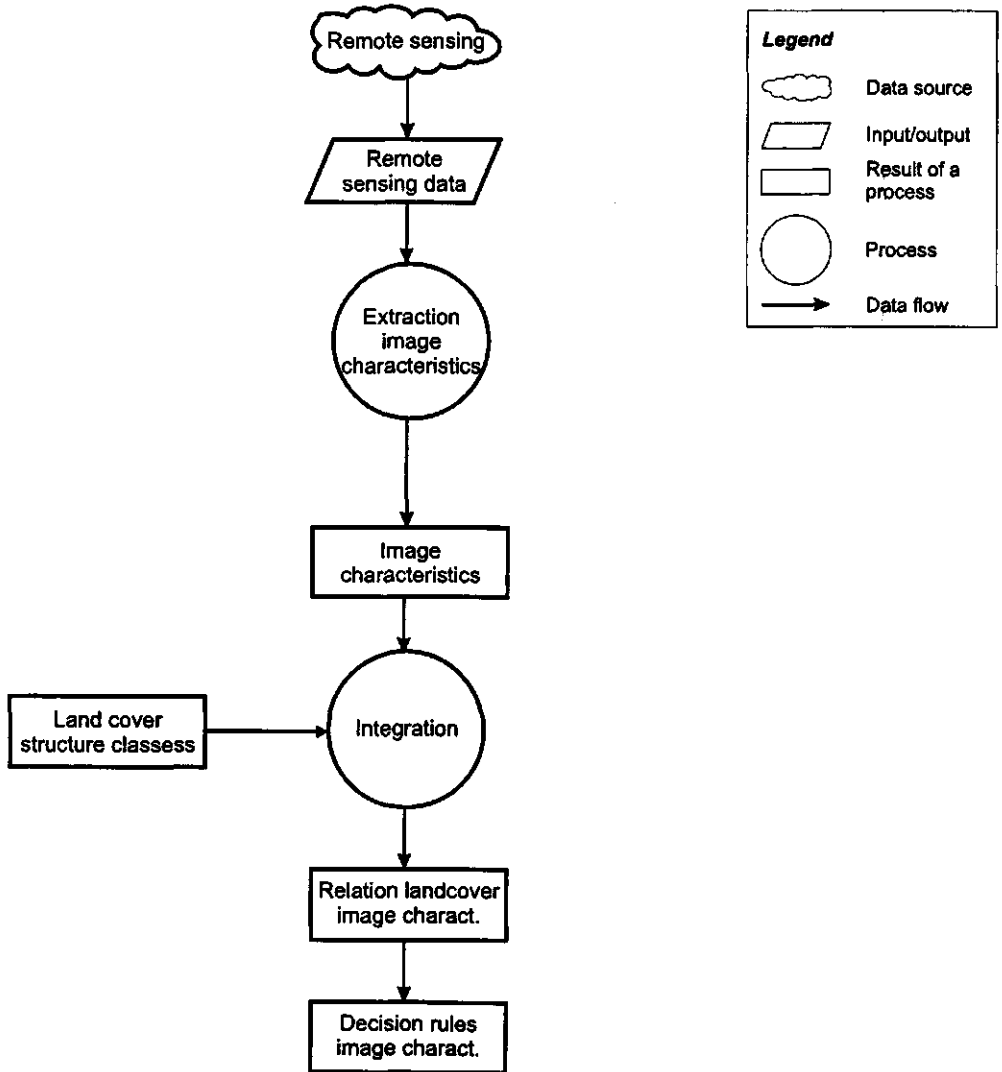 Remote sensing
Remote
sensing data
Extraction
image
characteristics
Image
characteristics
Land cover
structure classess
Integration
Relation landcover
image charact.
Decision rules
image charact.
Legend
Data source
Input/output
Result of a
process
Process
Data flow